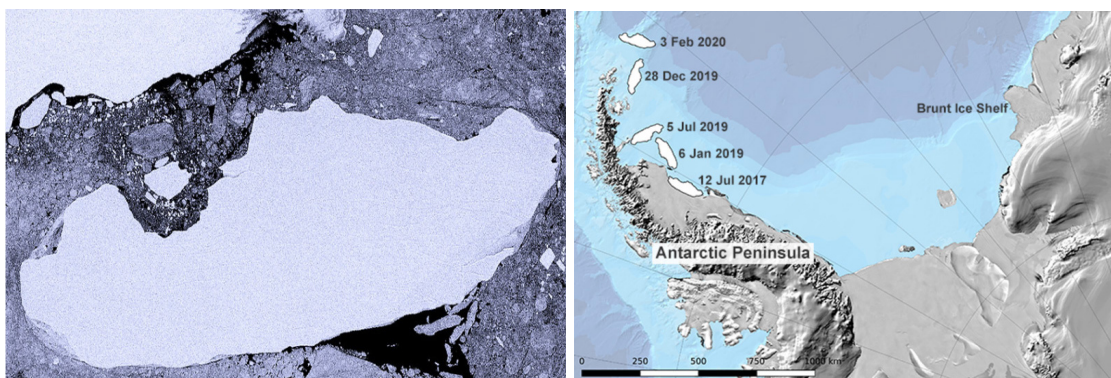 3 Feb 2020
28 Dec 2019
Brunt Ice Shelf
5 Jul 2019
6 Jan 2019
12 Jul 2017
Antarctic Peninsula
0 250 500 750 1000 km